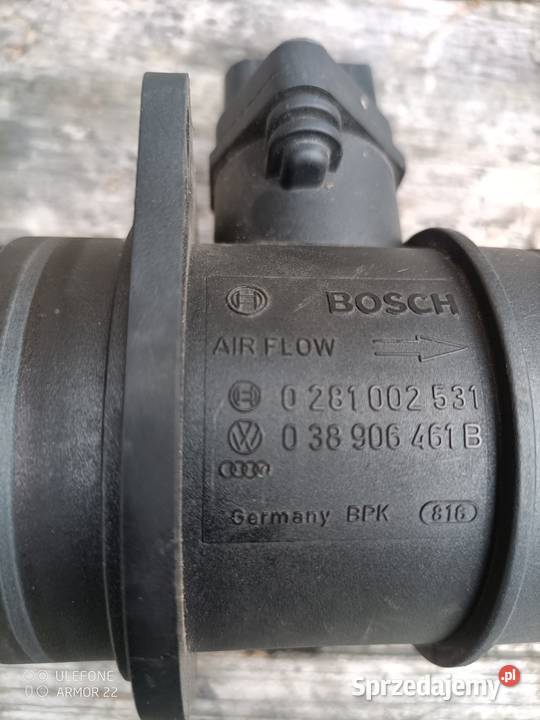 BOSCH
AIR FLOW
0 281 002 531
0 38 906 461 B
Germany BPK 816
ULEFONE
ARMOR 22
Sprzedajemy.pl